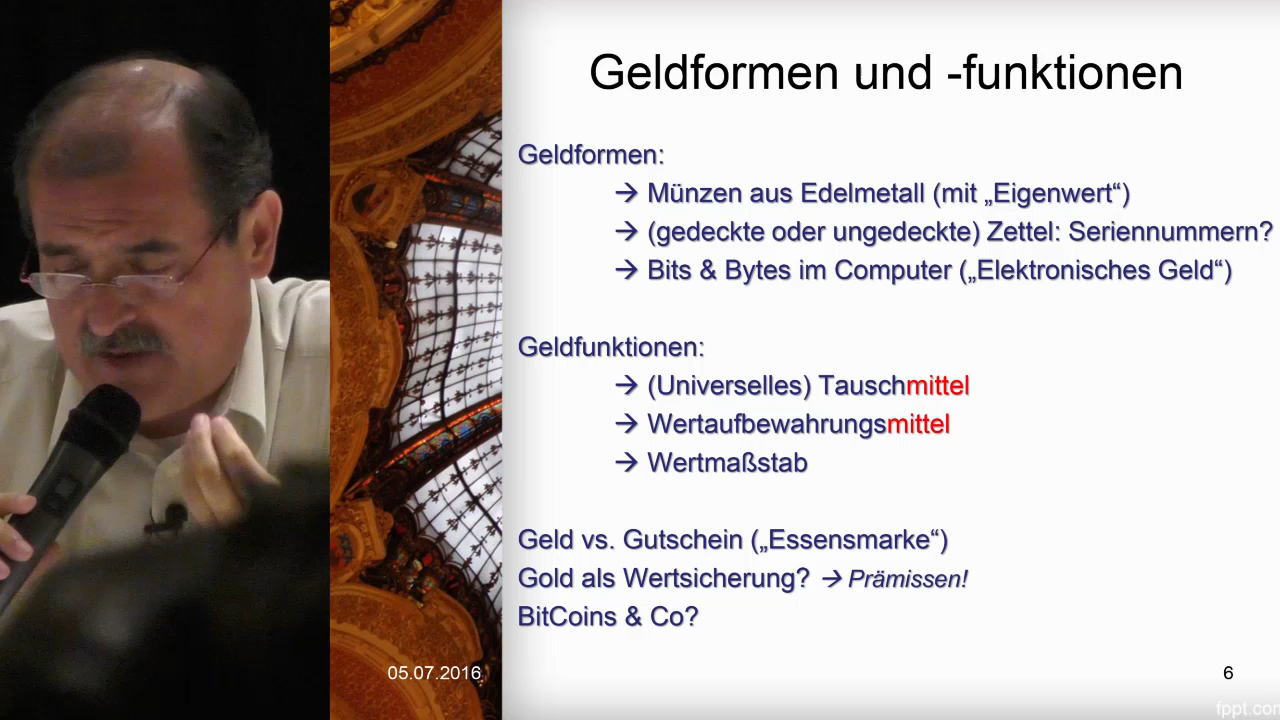 Geldformen und -funktionen
Geldformen:
→ Münzen aus Edelmetall (mit „Eigenwert“)
→ (gedeckte oder ungedeckte) Zettel: Seriennummern?
→ Bits & Bytes im Computer („Elektronisches Geld“)
Geldfunktionen:
→ (Universelles) Tauschmittel
→ Wertaufbewahrungsmittel
→ Wertmaßstab
Geld vs. Gutschein („Essensmarke“)
Gold als Wertsicherung? → Prämissen!
BitCoins & Co?
05.07.2016
6